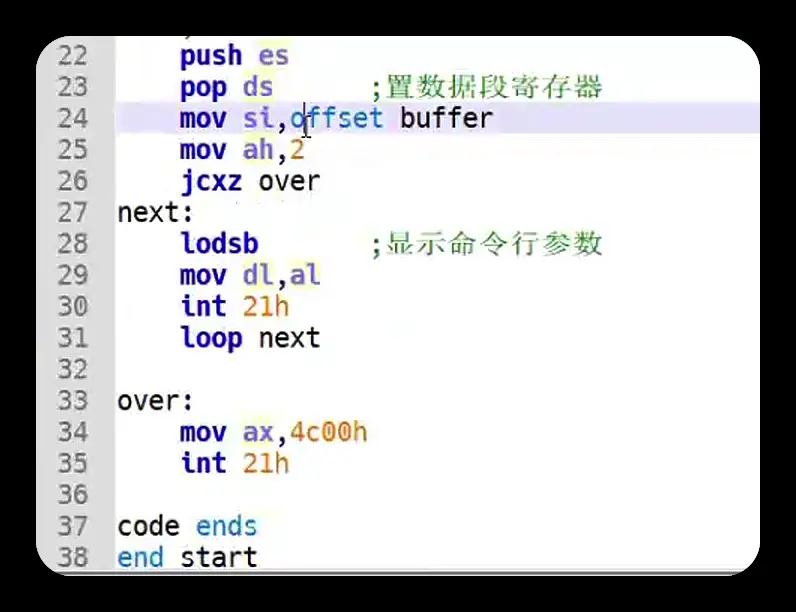 22 push es
23 pop ds ;置数据段寄存器
24 mov si,offset buffer
25 mov ah,2
26 jcxz over
27 next:
28 lodsb ;显示命令行参数
29 mov dl,al
30 int 21h
31 loop next
32
33 over:
34 mov ax,4c00h
35 int 21h
36
37 code ends
38 end start